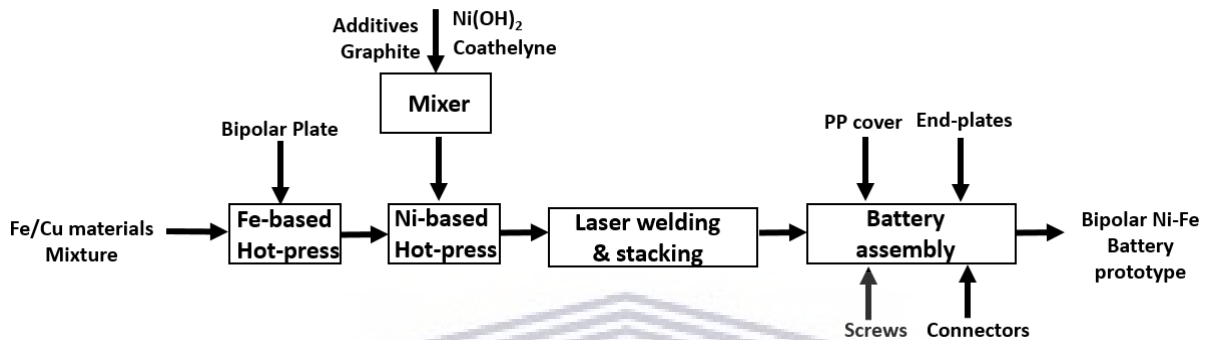 Additives
Graphite
Ni(OH)₂
Coathelyne
Mixer
Bipolar Plate
PP cover
End-plates
Fe/Cu materials
Mixture
Fe-based
Hot-press
Ni-based
Hot-press
Laser welding
& stacking
Battery
assembly
Bipolar Ni-Fe
Battery
prototype
Screws
Connectors